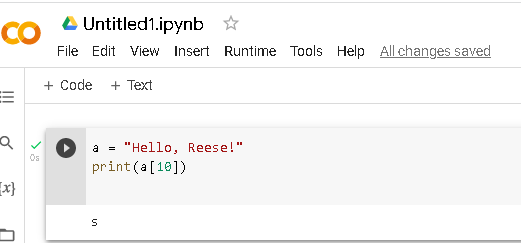 Untitled1.ipynb
File Edit View Insert Runtime Tools Help All changes saved
+ Code + Text
{x}
0s
a = "Hello, Reese!"
print(a[10])
s